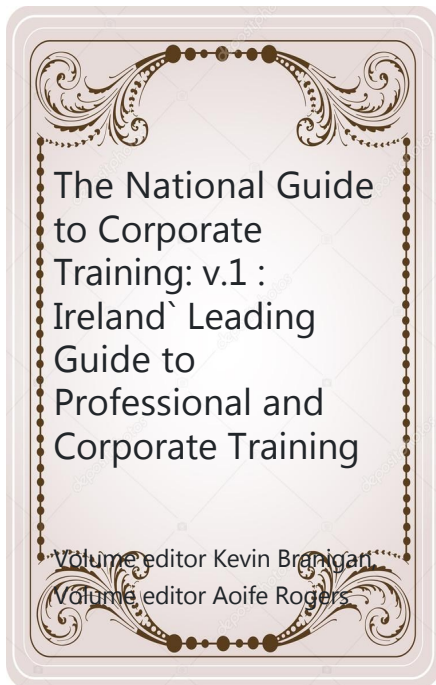 The National Guide
to Corporate
Training: v.1 :
Ireland` Leading
Guide to
Professional and
Corporate Training
Volume editor Kevin Branigan,
Volume editor Aoife Rogers